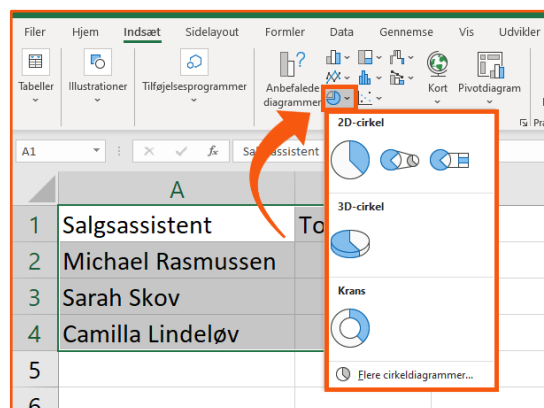 Filer Hjem Indsæt Sidelayout Formler Data Gennemse Vis Udvikler
Tabeller Illustrationer Tilføjelsesprogrammer Anbefalede diagrammer Kort Pivotdiagram
A1 fx
2D-cirkel
3D-cirkel
Krans
Flere cirkeldiagrammer...
A
1 Salgsassistent To
2 Michael Rasmussen
3 Sarah Skov
4 Camilla Lindeløv
5
6